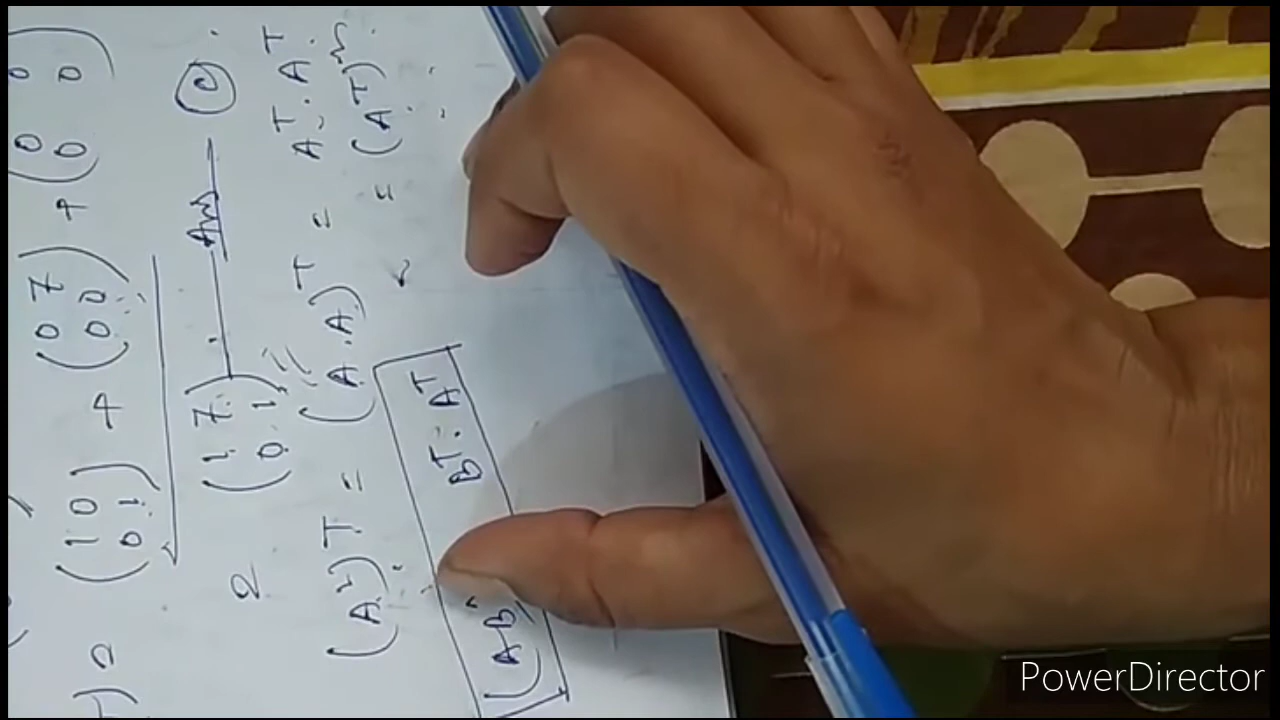 = (1 0 / 0 1) + (0 7 / 0 0) + (0 0 / 0 0)
= (1 7 / 0 1) Ans (c).
(A²)T = (A.A)T = AT.AT
= (AT)²
(AB BT.AT
PowerDirector